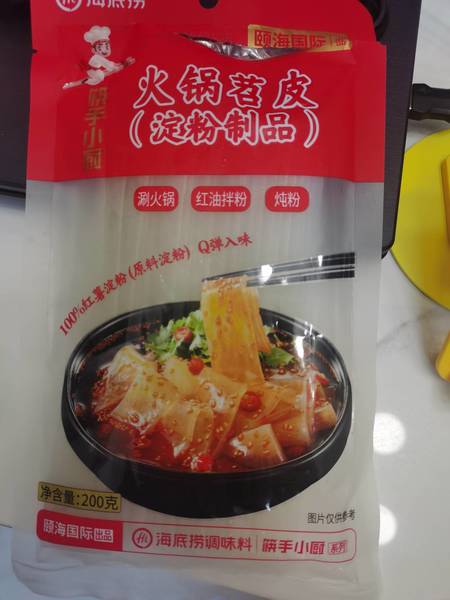 海底捞
颐海国际 出品
筷手小厨
火锅苕皮
(淀粉制品)
涮火锅 红油拌粉 炖粉
100%红薯淀粉(原料淀粉) Q弹入味
净含量:200克
图片仅供参考
颐海国际 出品 海底捞调味料 筷手小厨 系列